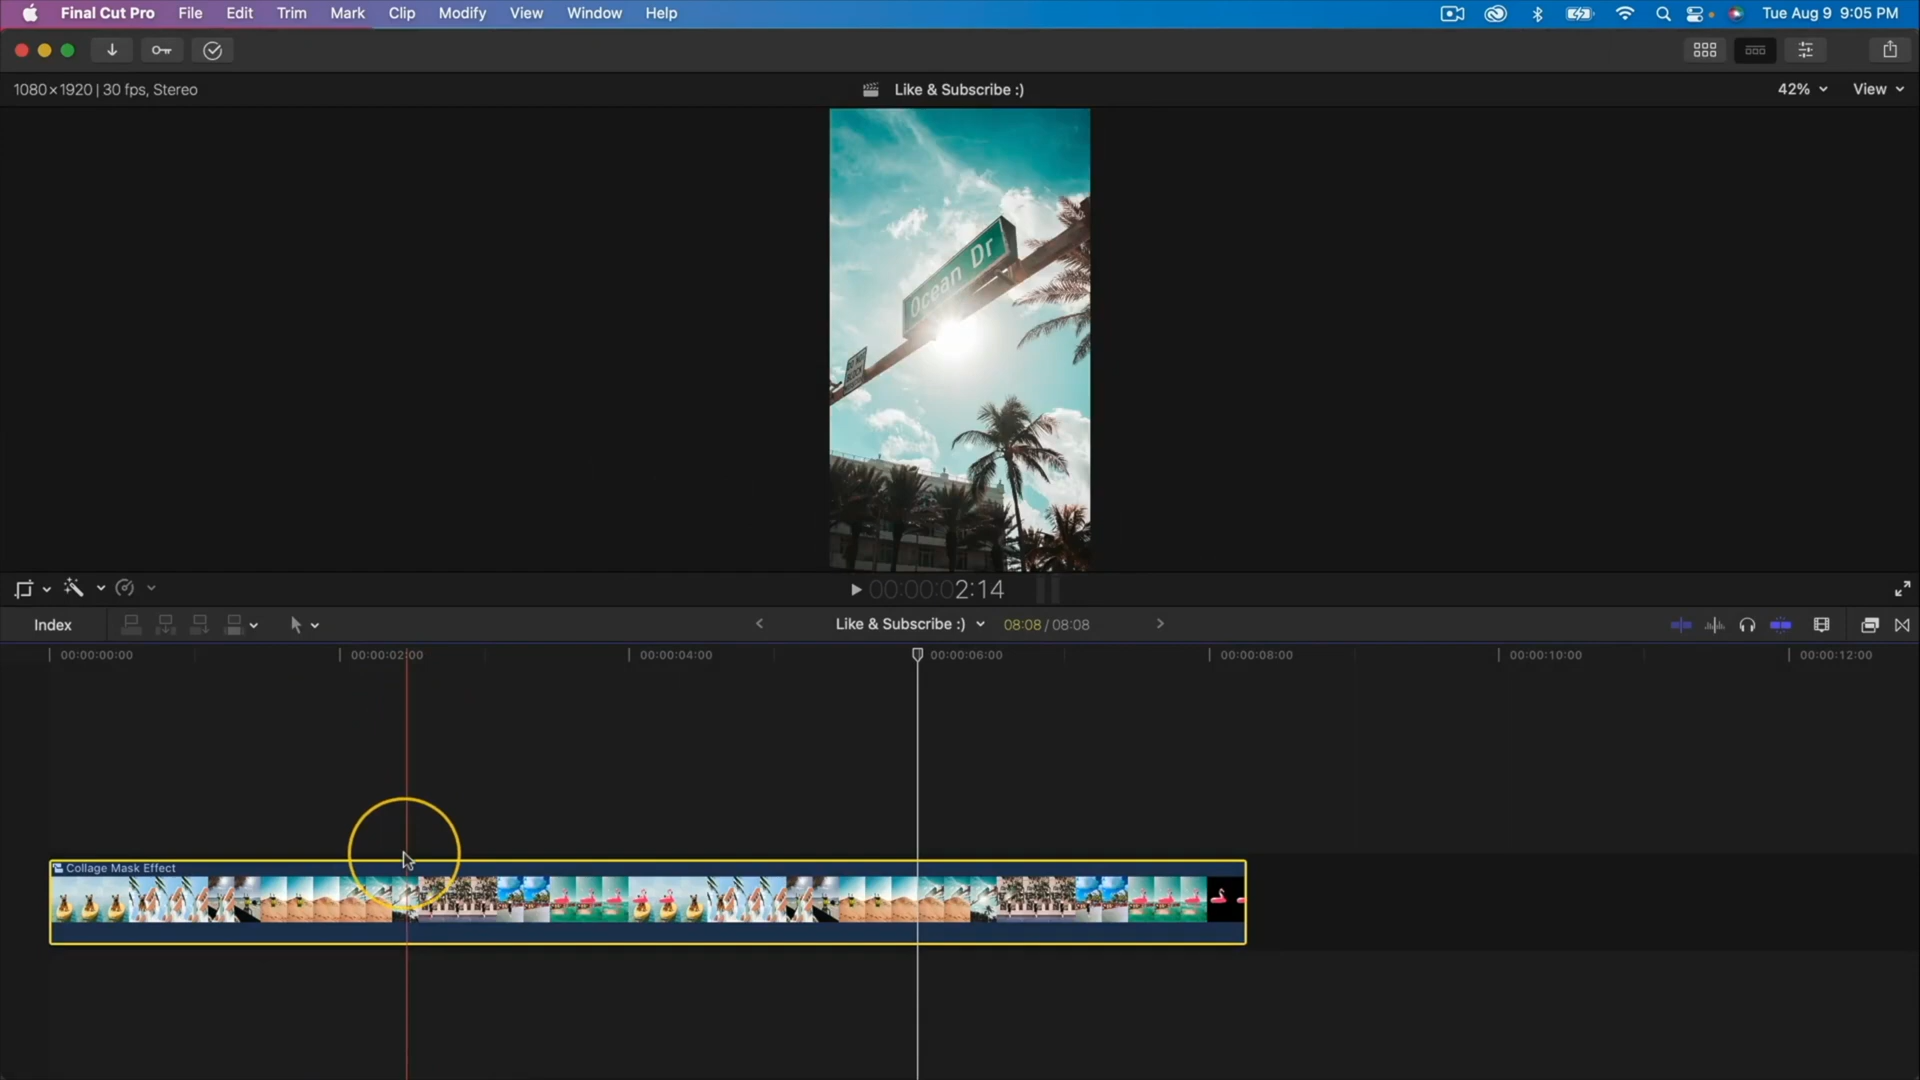 Final Cut Pro File Edit Trim Mark Clip Modify View Window Help Tue Aug 9 9:05 PM
1080×1920 | 30 fps, Stereo Like & Subscribe :) 42% View
Ocean Dr
00:00:02:14
Index Like & Subscribe :) 08:08 / 08:08
00:00:00:00 00:00:02:00 00:00:04:00 00:00:06:00 00:00:08:00 00:00:10:00 00:00:12:00
Collage Mask Effect